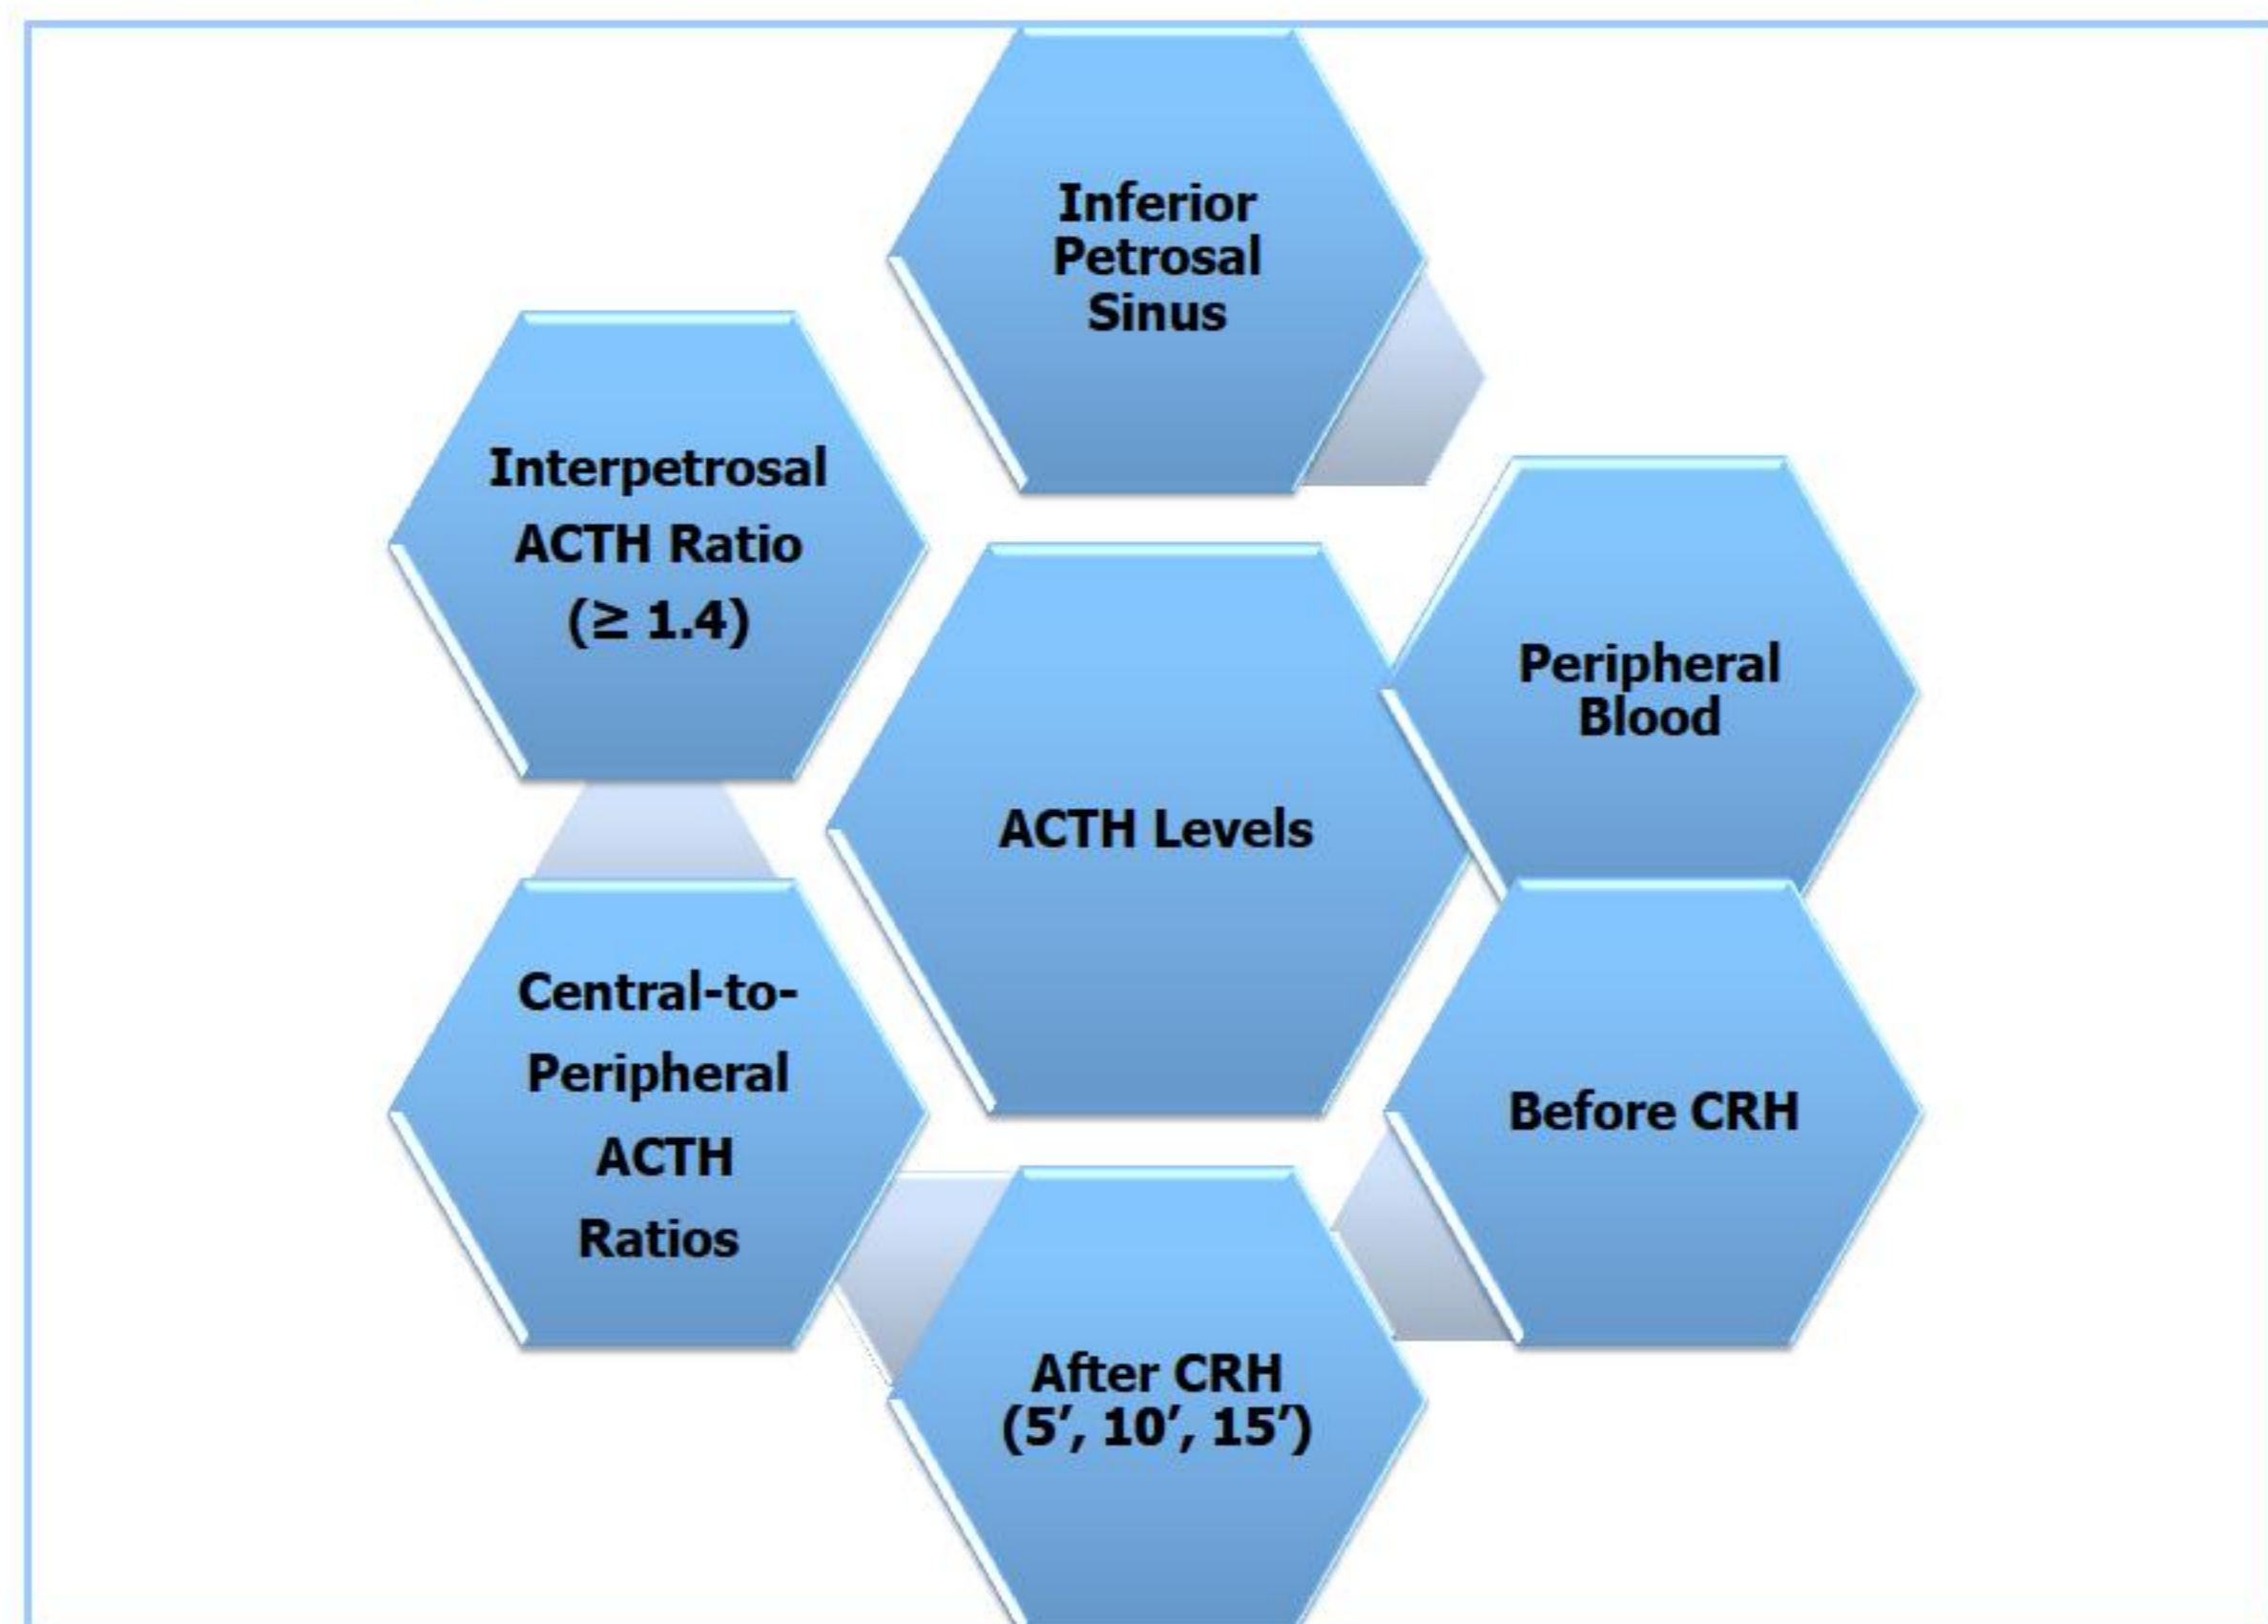 Inferior
Petrosal
Sinus
Interpetrosal
ACTH Ratio
(≥ 1.4)
Peripheral
Blood
ACTH Levels
Central-to-
Peripheral
ACTH
Ratios
Before CRH
After CRH
(5′, 10′, 15′)